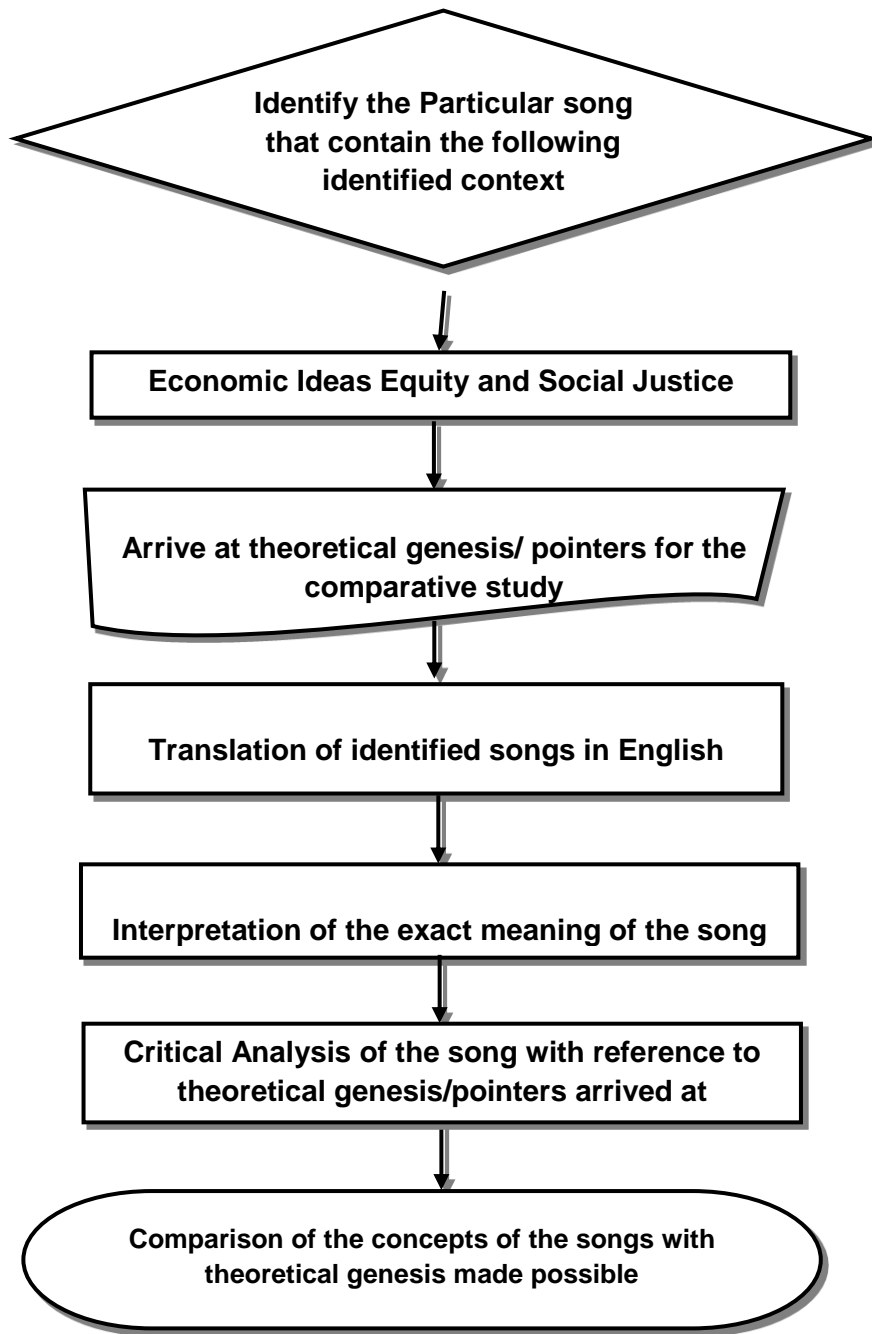 Identify the Particular song
that contain the following
identified context
Economic Ideas Equity and Social Justice
Arrive at theoretical genesis/ pointers for the
comparative study
Translation of identified songs in English
Interpretation of the exact meaning of the song
Critical Analysis of the song with reference to
theoretical genesis/pointers arrived at
Comparison of the concepts of the songs with
theoretical genesis made possible